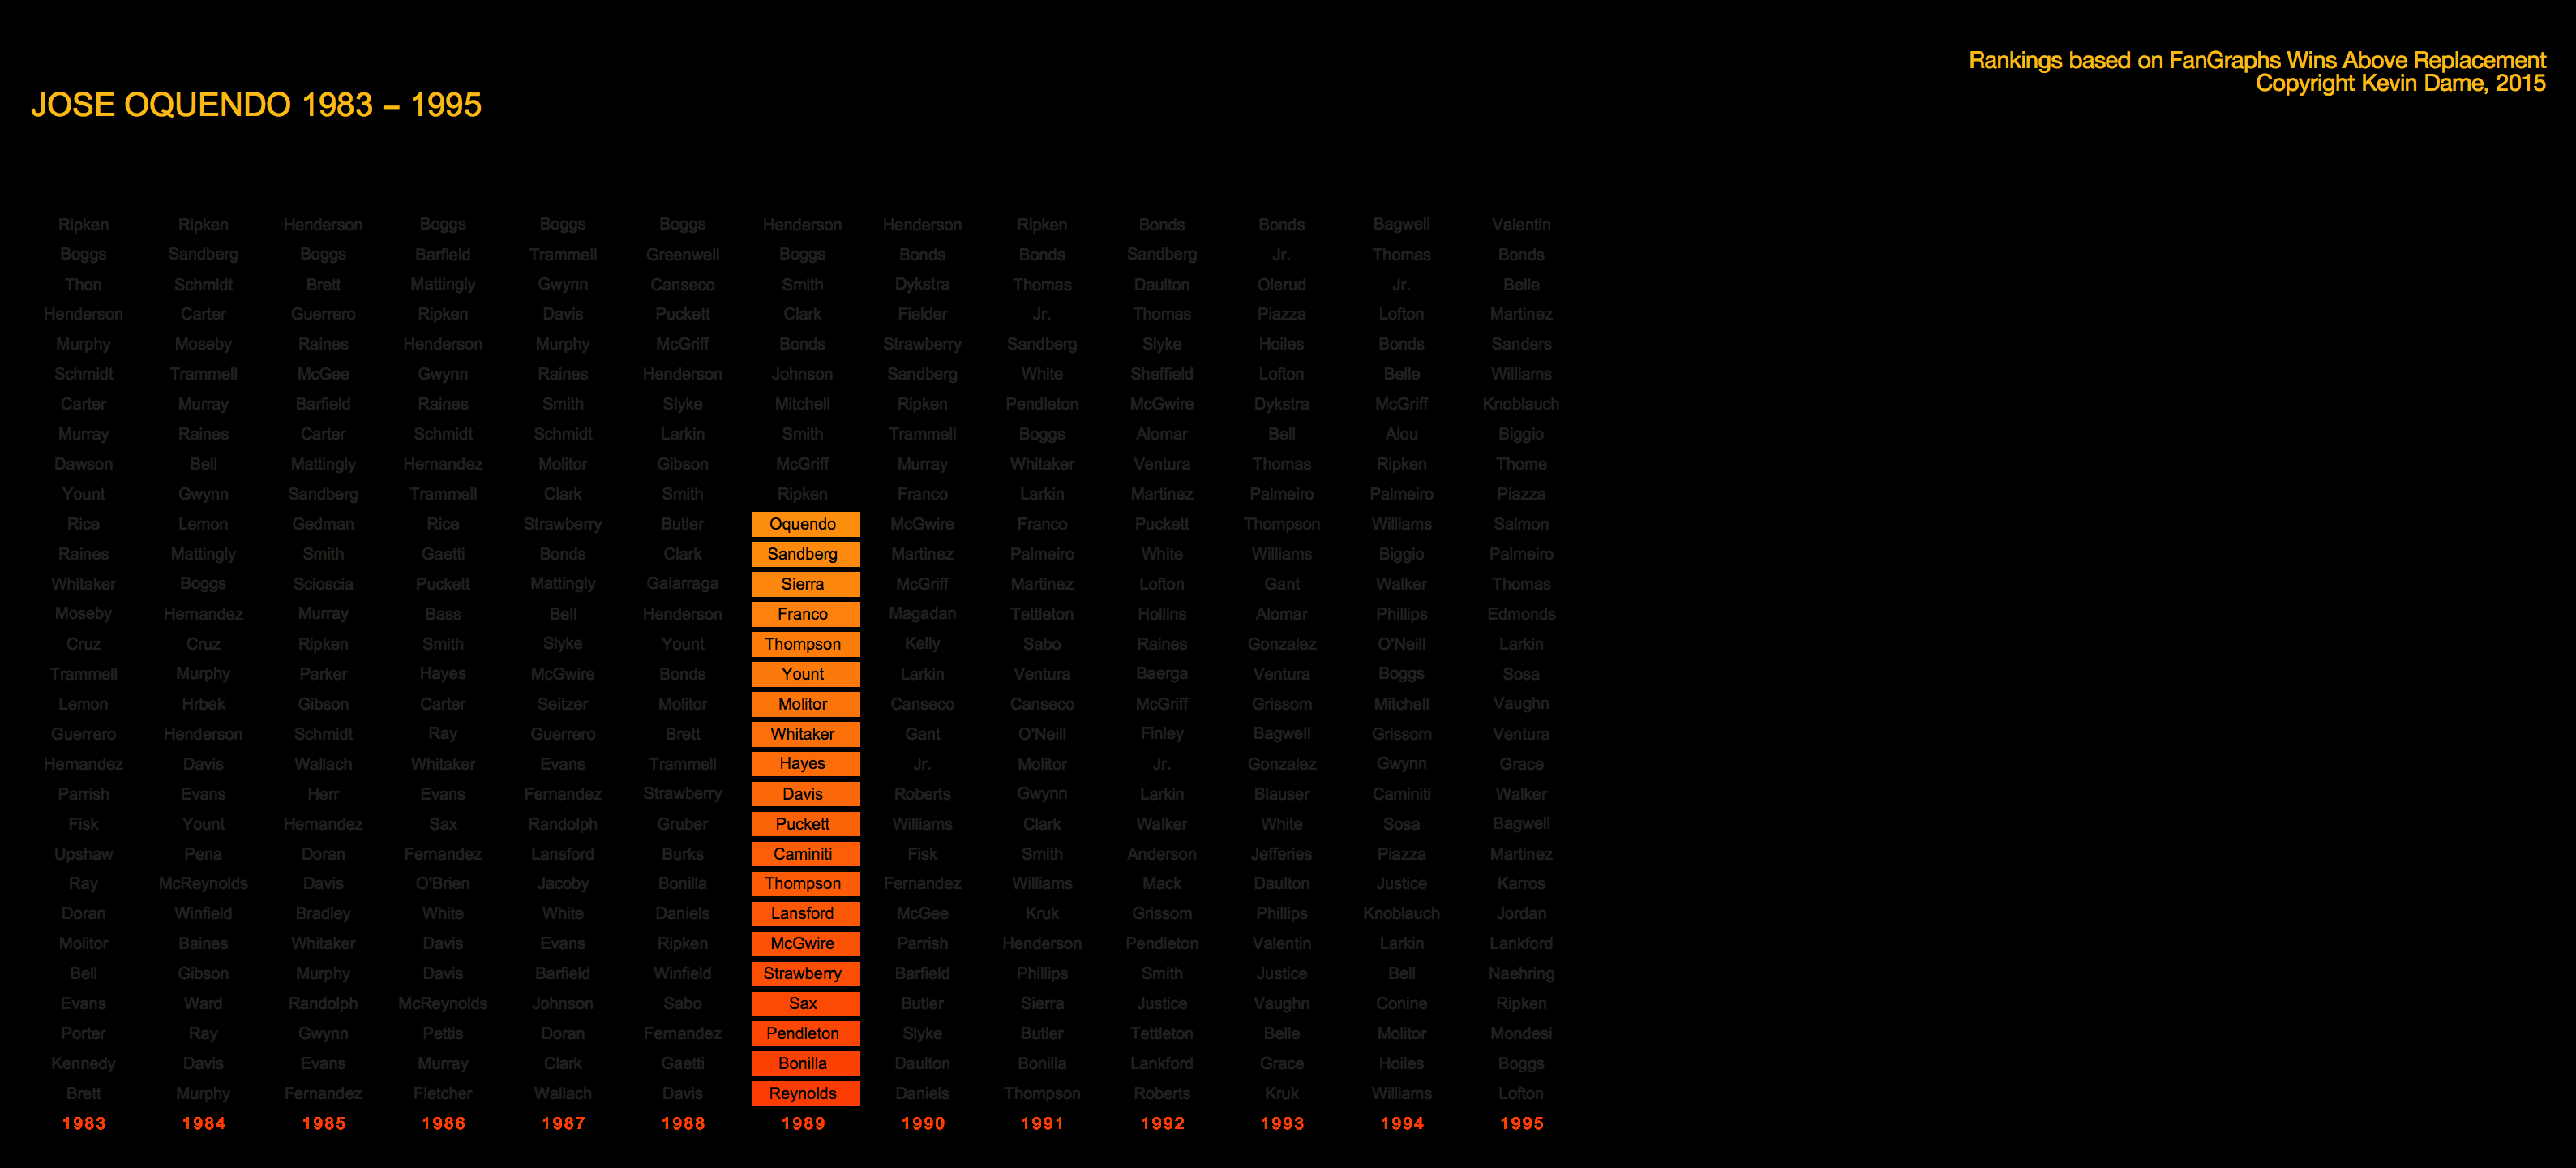 Rankings based on FanGraphs Wins Above Replacement
Copyright Kevin Dame, 2015
JOSE OQUENDO 1983 – 1995
Ripken Ripken Henderson Boggs Boggs Boggs Henderson Henderson Ripken Bonds Bonds Bagwell Valentin
Boggs Sandberg Boggs Barfield Trammell Greenwell Boggs Bonds Bonds Sandberg Jr. Thomas Bonds
Thon Schmidt Brett Mattingly Gwynn Canseco Smith Dykstra Thomas Daulton Olerud Jr. Belle
Henderson Carter Guerrero Ripken Davis Puckett Clark Fielder Jr. Thomas Piazza Lofton Martinez
Murphy Moseby Raines Henderson Murphy McGriff Bonds Strawberry Sandberg Slyke Hoiles Bonds Sanders
Schmidt Trammell McGee Gwynn Raines Henderson Johnson Sandberg White Sheffield Lofton Belle Williams
Carter Murray Barfield Raines Smith Slyke Mitchell Ripken Pendleton McGwire Dykstra McGriff Knoblauch
Murray Raines Carter Schmidt Schmidt Larkin Smith Trammell Boggs Alomar Bell Alou Biggio
Dawson Bell Mattingly Hernandez Molitor Gibson McGriff Murray Whitaker Ventura Thomas Ripken Thome
Yount Gwynn Sandberg Trammell Clark Smith Ripken Franco Larkin Martinez Palmeiro Palmeiro Piazza
Rice Lemon Gedman Rice Strawberry Butler Oquendo McGwire Franco Puckett Thompson Williams Salmon
Raines Mattingly Smith Gaetti Bonds Clark Sandberg Martinez Palmeiro White Williams Biggio Palmeiro
Whitaker Boggs Scioscia Puckett Mattingly Galarraga Sierra McGriff Martinez Lofton Gant Walker Thomas
Moseby Hernandez Murray Bass Bell Henderson Franco Magadan Tettleton Hollins Alomar Phillips Edmonds
Cruz Cruz Ripken Smith Slyke Yount Thompson Kelly Sabo Raines Gonzalez O'Neill Larkin
Trammell Murphy Parker Hayes McGwire Bonds Yount Larkin Ventura Baerga Ventura Boggs Sosa
Lemon Hrbek Gibson Carter Seitzer Molitor Molitor Canseco Canseco McGriff Grissom Mitchell Vaughn
Guerrero Henderson Schmidt Ray Guerrero Brett Whitaker Gant O'Neill Finley Bagwell Grissom Ventura
Hernandez Davis Wallach Whitaker Evans Trammell Hayes Jr. Molitor Jr. Gonzalez Gwynn Grace
Parrish Evans Herr Evans Fernandez Strawberry Davis Roberts Gwynn Larkin Blauser Caminiti Walker
Fisk Yount Hernandez Sax Randolph Gruber Puckett Williams Clark Walker White Sosa Bagwell
Upshaw Pena Doran Fernandez Lansford Burks Caminiti Fisk Smith Anderson Jefferies Piazza Martinez
Ray McReynolds Davis O'Brien Jacoby Bonilla Thompson Fernandez Williams Mack Daulton Justice Karros
Doran Winfield Bradley White White Daniels Lansford McGee Kruk Grissom Phillips Knoblauch Jordan
Molitor Baines Whitaker Davis Evans Ripken McGwire Parrish Henderson Pendleton Valentin Larkin Lankford
Bell Gibson Murphy Davis Barfield Winfield Strawberry Barfield Phillips Smith Justice Bell Naehring
Evans Ward Randolph McReynolds Johnson Sabo Sax Butler Sierra Justice Vaughn Conine Ripken
Porter Ray Gwynn Pettis Doran Fernandez Pendleton Slyke Butler Tettleton Belle Molitor Mondesi
Kennedy Davis Evans Murray Clark Gaetti Bonilla Daulton Bonilla Lankford Grace Hoiles Boggs
Brett Murphy Fernandez Fletcher Wallach Davis Reynolds Daniels Thompson Roberts Kruk Williams Lofton
1983 1984 1985 1986 1987 1988 1989 1990 1991 1992 1993 1994 1995